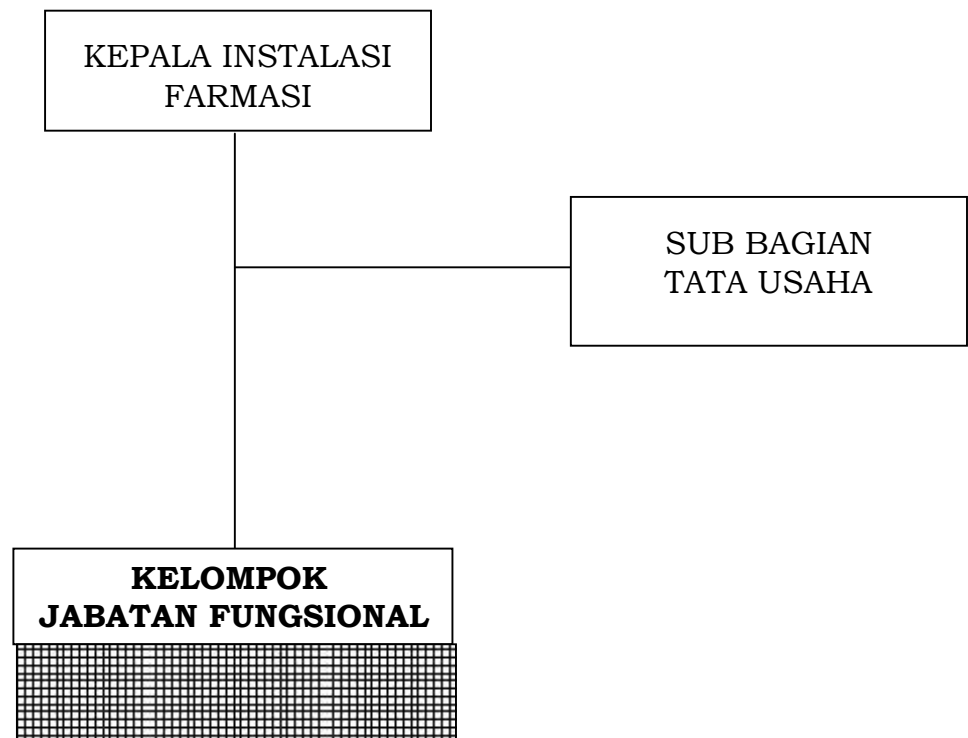 KEPALA INSTALASI
FARMASI
SUB BAGIAN
TATA USAHA
KELOMPOK
JABATAN FUNGSIONAL